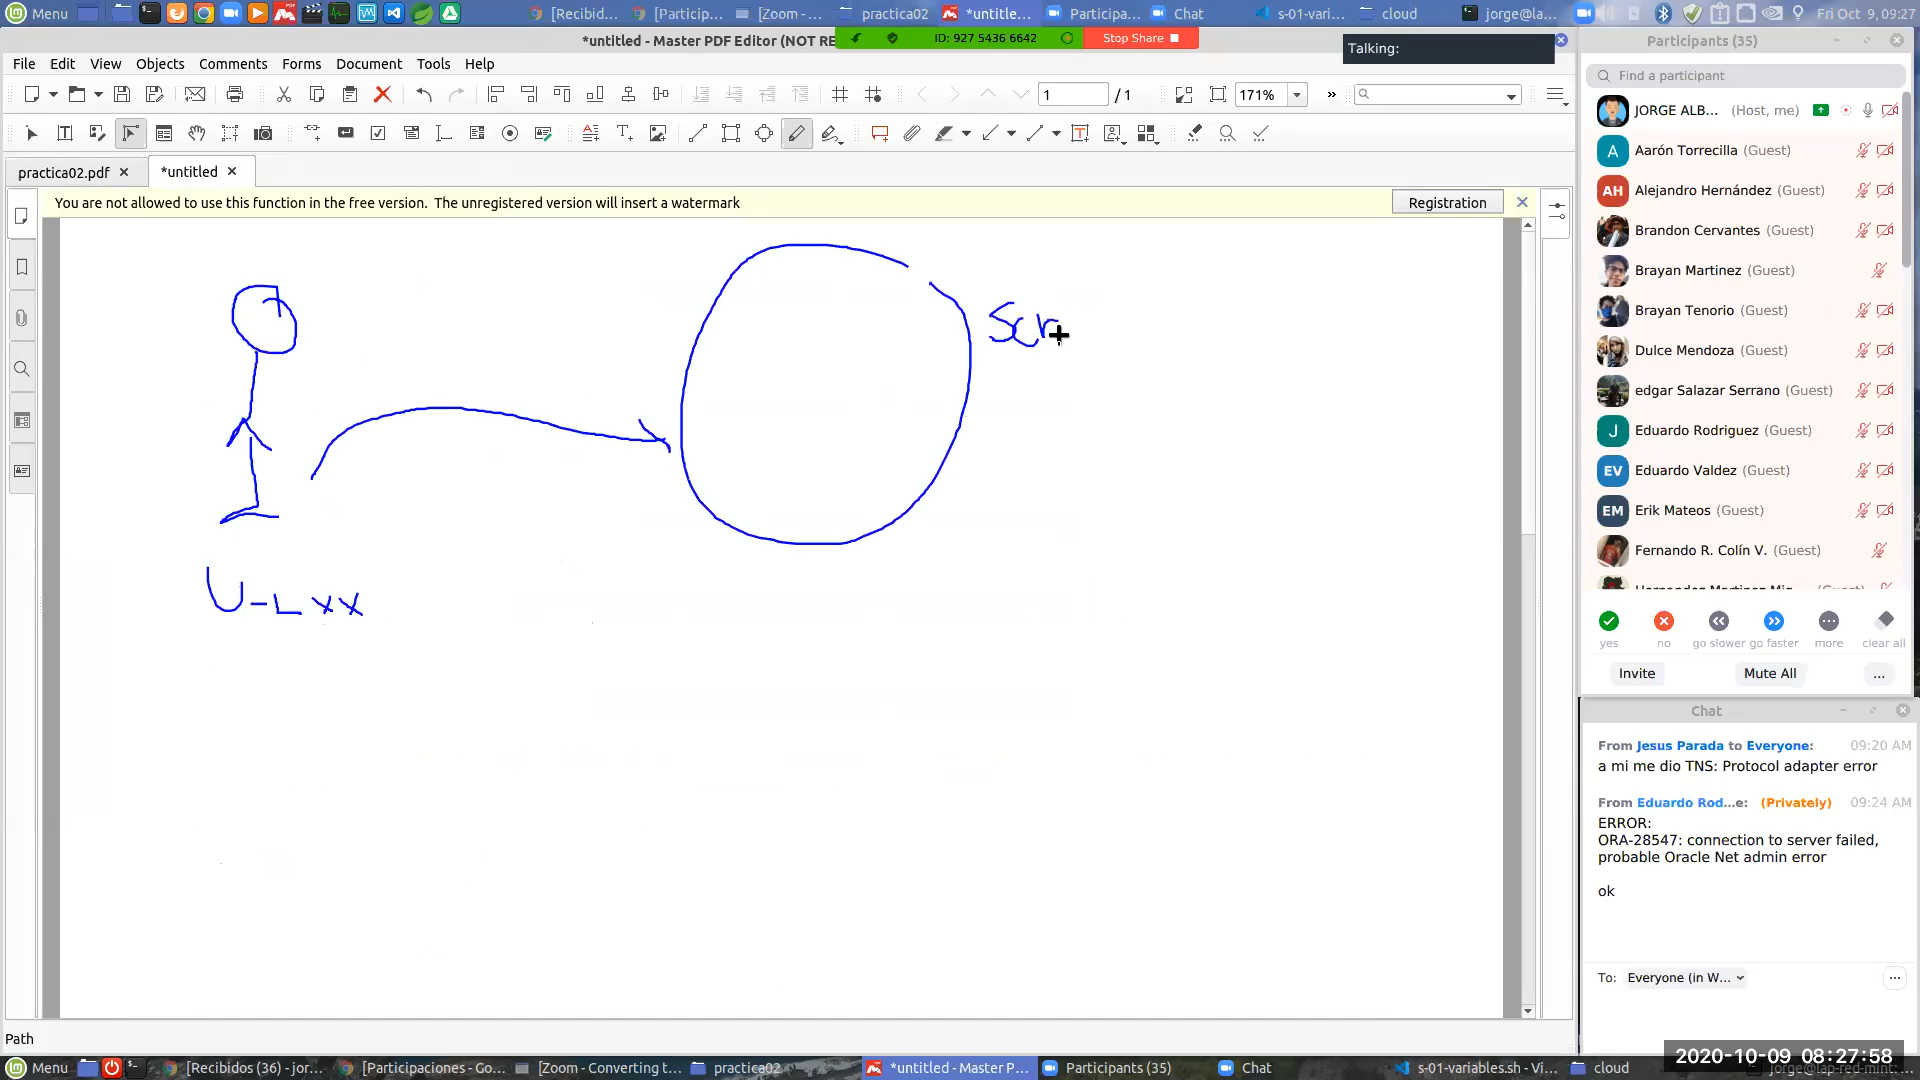 Menu
[Recibid...
[Particip...
[Zoom - ...
practica02
*untitle...
Participa...
Chat
s-01-vari...
cloud
jorge@la...
Fri Oct 9, 09:27
*untitled - Master PDF Editor (NOT RE
ID: 927 5436 6642
Stop Share
Talking:
File Edit View Objects Comments Forms Document Tools Help
1 / 1
171%
practica02.pdf
*untitled
You are not allowed to use this function in the free version. The unregistered version will insert a watermark
Registration
Scr
U-Lxx
Path
Participants (35)
Find a participant
JORGE ALB... (Host, me)
A Aarón Torrecilla (Guest)
AH Alejandro Hernández (Guest)
Brandon Cervantes (Guest)
Brayan Martinez (Guest)
Brayan Tenorio (Guest)
Dulce Mendoza (Guest)
edgar Salazar Serrano (Guest)
J Eduardo Rodriguez (Guest)
EV Eduardo Valdez (Guest)
EM Erik Mateos (Guest)
Fernando R. Colín V. (Guest)
yes no go slower go faster more clear all
Invite Mute All ...
Chat
From Jesus Parada to Everyone: 09:20 AM
a mi me dio TNS: Protocol adapter error
From Eduardo Rod...e: (Privately) 09:24 AM
ERROR:
ORA-28547: connection to server failed,
probable Oracle Net admin error
ok
To: Everyone (in W...
2020-10-09 08:27:58
Menu
[Recibidos (36) - jor...
[Participaciones - Go...
[Zoom - Converting t...
practica02
*untitled - Master P...
Participants (35)
Chat
s-01-variables.sh - Vi...
cloud
jorge@lap-red-mint: ...